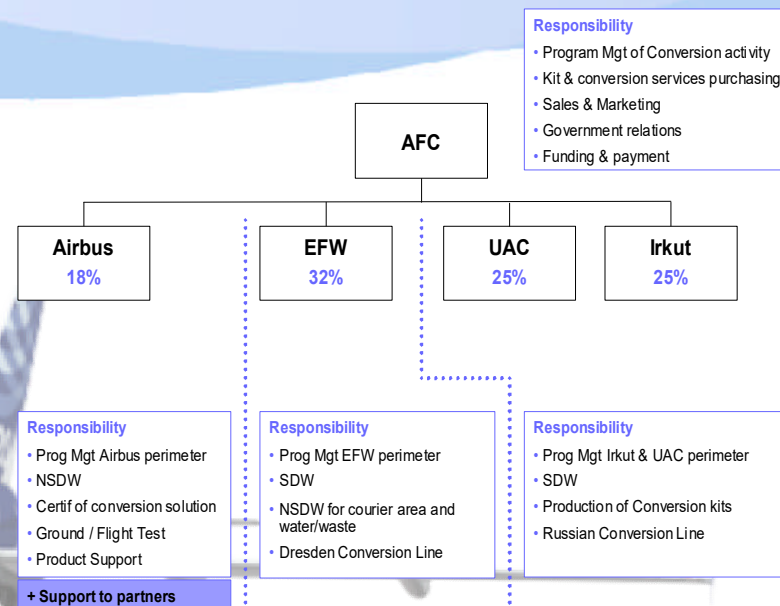 Responsibility
• Program Mgt of Conversion activity
• Kit & conversion services purchasing
• Sales & Marketing
• Government relations
• Funding & payment
AFC
Airbus
18%
EFW
32%
UAC
25%
Irkut
25%
Responsibility
• Prog Mgt Airbus perimeter
• NSDW
• Certif of conversion solution
• Ground / Flight Test
• Product Support
+ Support to partners
Responsibility
• Prog Mgt EFW perimeter
• SDW
• NSDW for courier area and
water/waste
• Dresden Conversion Line
Responsibility
• Prog Mgt Irkut & UAC perimeter
• SDW
• Production of Conversion kits
• Russian Conversion Line